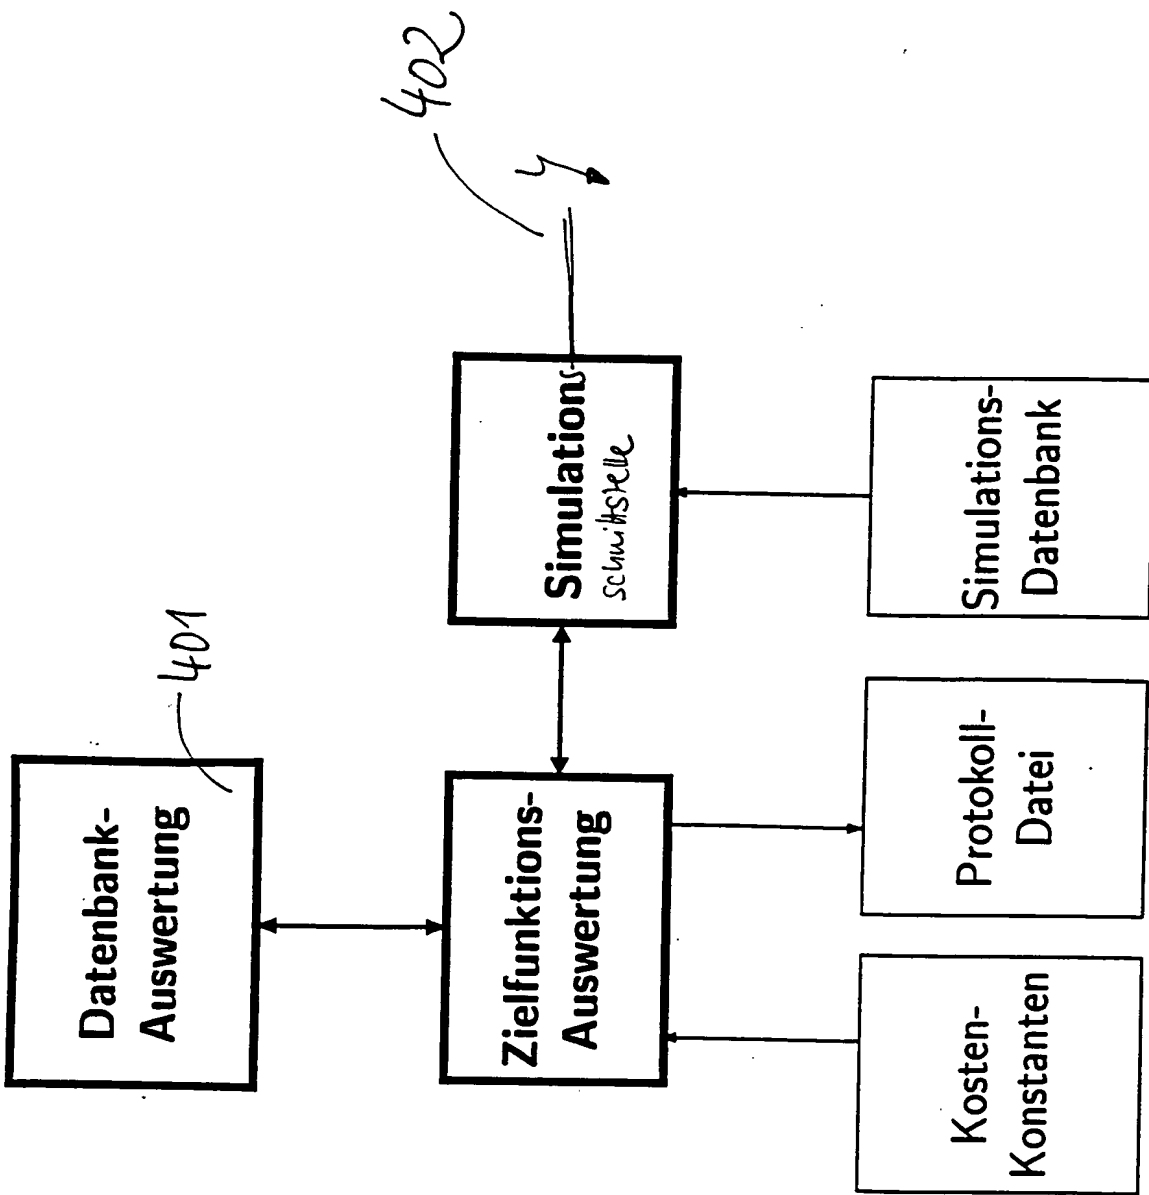 Datenbank-
Auswertung
401
Zielfunktions-
Auswertung
Simulations-
schnittstelle
402
Kosten-
Konstanten
Protokoll-
Datei
Simulations-
Datenbank